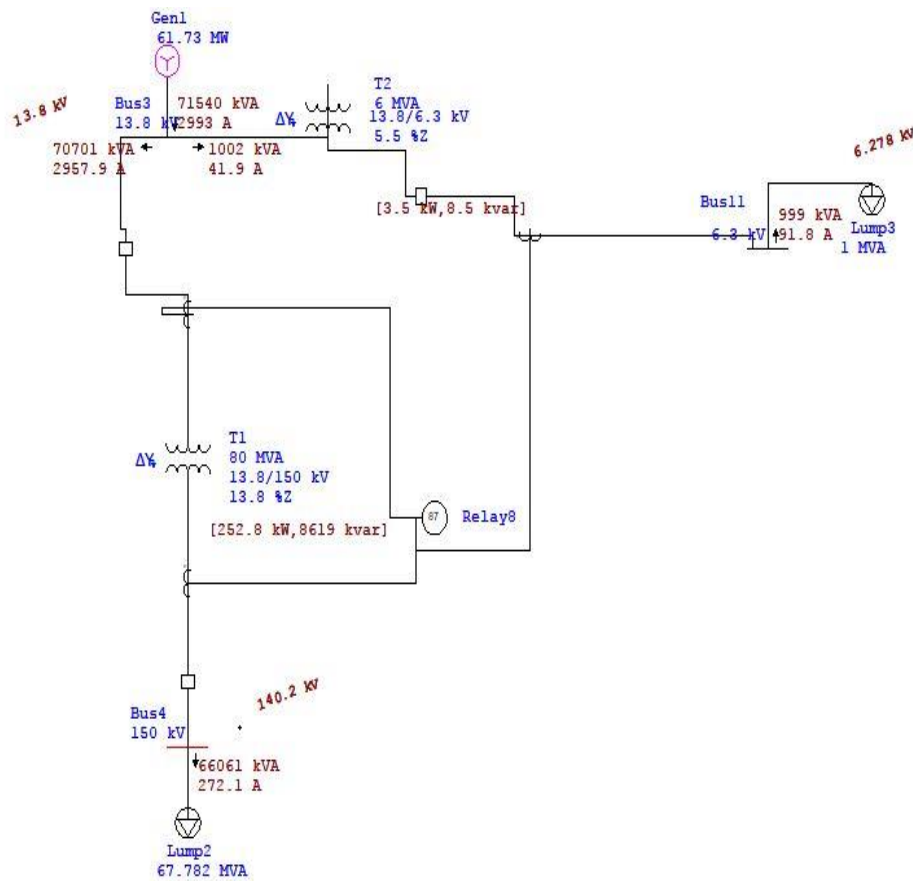 Gen1
61.73 MW
13.8 kV
Bus3
13.8 kV
71540 kVA
2993 A
70701 kVA
2957.9 A
1002 kVA
41.9 A
T2
6 MVA
13.8/6.3 kV
5.5 %Z
[3.5 kW,8.5 kvar]
6.278 kV
Bus11
6.3 kV
999 kVA
91.8 A
Lump3
1 MVA
T1
80 MVA
13.8/150 kV
13.8 %Z
[252.8 kW,8619 kvar]
87
Relay8
140.2 kV
Bus4
150 kV
66061 kVA
272.1 A
Lump2
67.782 MVA